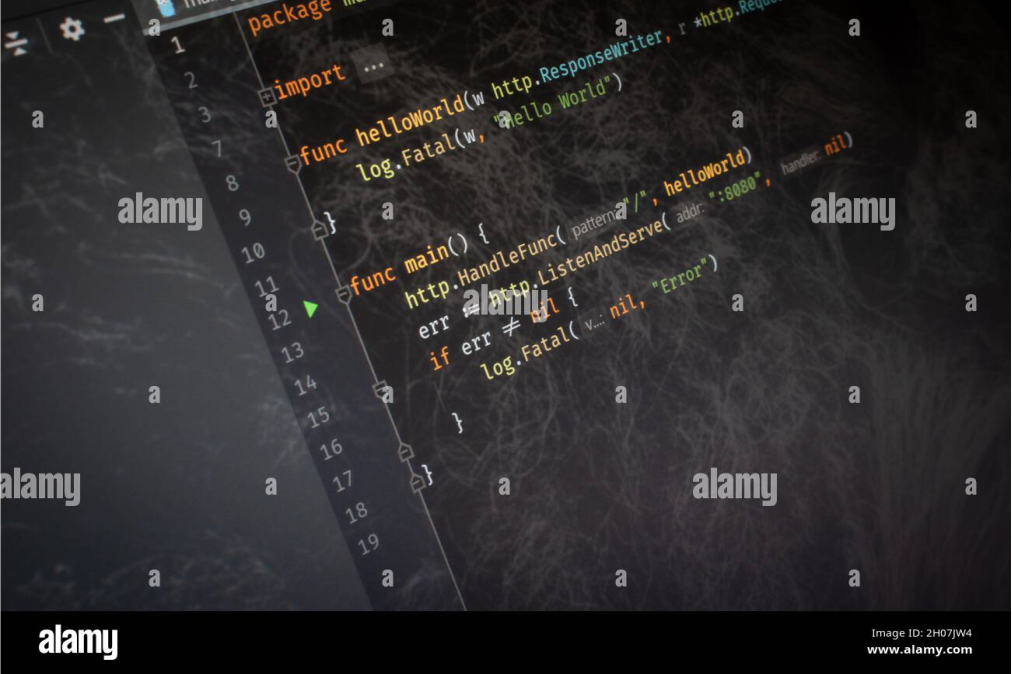 package
1
2
import ...
3
7 func helloWorld(w http.ResponseWriter, r *http.Reque
8 log.Fatal(w, "Hello World")
9
10 }
11
12 func main() {
13 http.HandleFunc( pattern: "/", helloWorld)
14 err := http.ListenAndServe( addr: ":8080", handler: nil)
15 if err ≠ nil {
16 log.Fatal( v...: nil, "Error")
17 }
18 }
19
alamy
alamy
alamy
alamy
alamy
alamy
Image ID: 2H07JW4
www.alamy.com